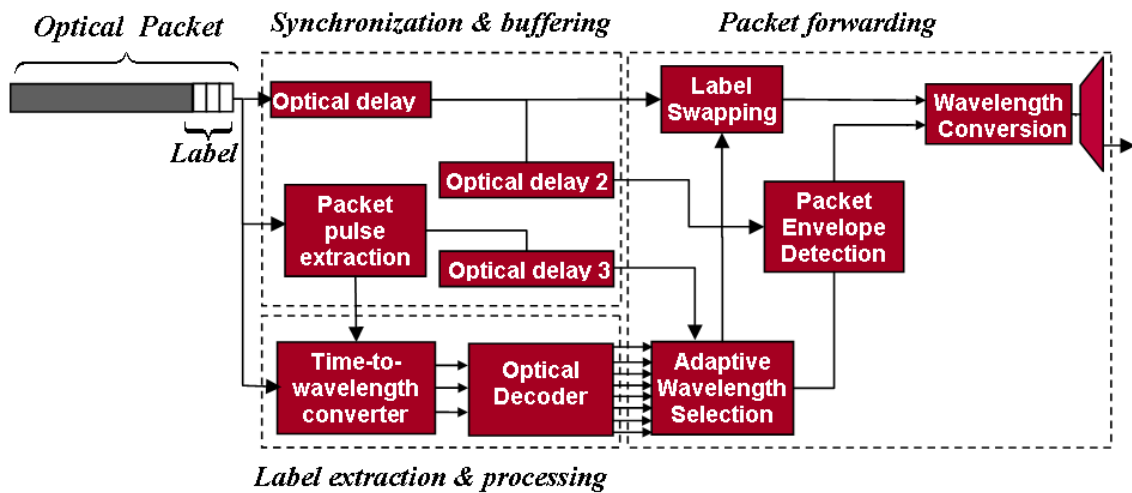 Optical Packet
Synchronization & buffering
Packet forwarding
Label
Optical delay
Optical delay 2
Packet
pulse
extraction
Optical delay 3
Label
Swapping
Wavelength
Conversion
Packet
Envelope
Detection
Time-to-
wavelength
converter
Optical
Decoder
Adaptive
Wavelength
Selection
Label extraction & processing